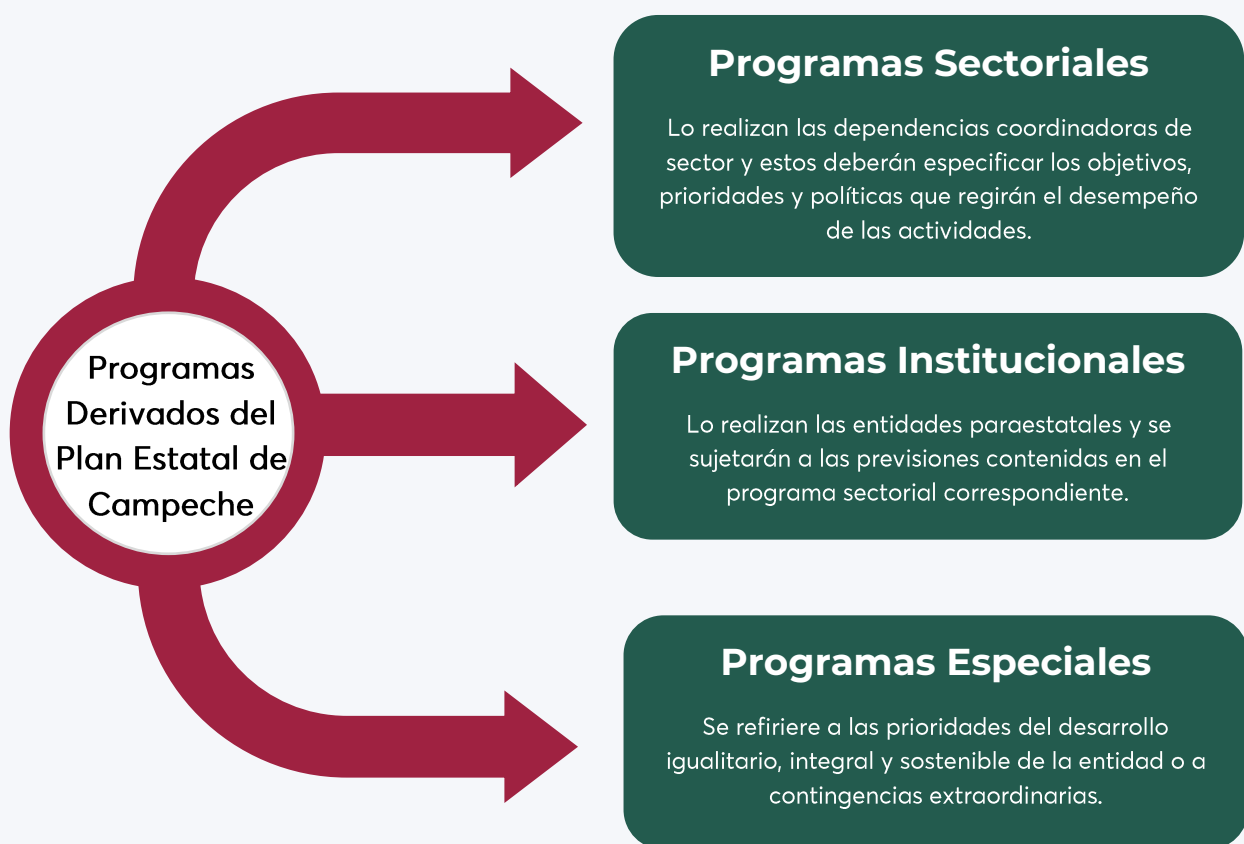 Programas
Derivados del
Plan Estatal de
Campeche
Programas Sectoriales
Lo realizan las dependencias coordinadoras de
sector y estos deberán especificar los objetivos,
prioridades y políticas que regirán el desempeño
de las actividades.
Programas Institucionales
Lo realizan las entidades paraestatales y se
sujetarán a las previsiones contenidas en el
programa sectorial correspondiente.
Programas Especiales
Se refiriere a las prioridades del desarrollo
igualitario, integral y sostenible de la entidad o a
contingencias extraordinarias.